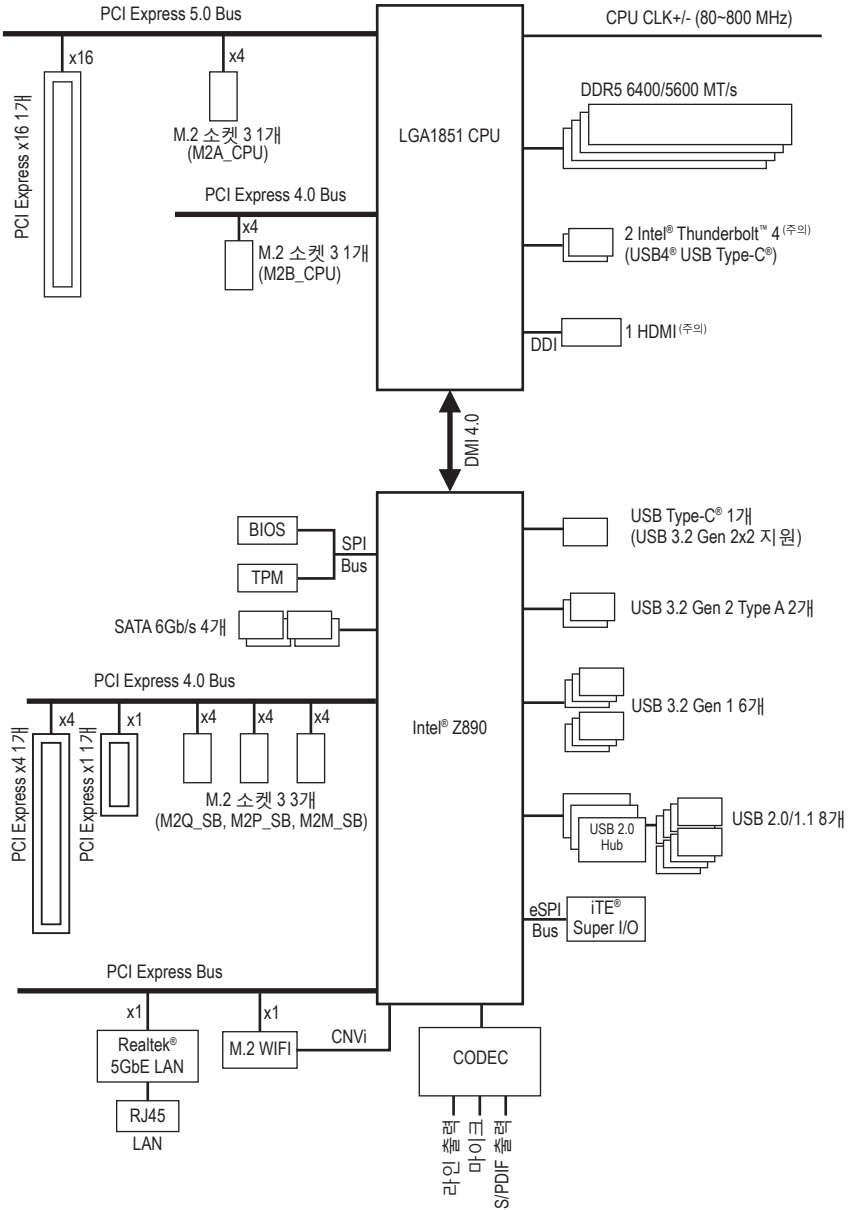 PCI Express 5.0 Bus
CPU CLK+/- (80~800 MHz)
x16
x4
PCI Express x16 1개
M.2 소켓 3 1개
(M2A_CPU)
LGA1851 CPU
DDR5 6400/5600 MT/s
PCI Express 4.0 Bus
x4
M.2 소켓 3 1개
(M2B_CPU)
2 Intel® Thunderbolt™ 4 (주의)
(USB4® USB Type-C®)
DDI
1 HDMI (주의)
DMI 4.0
BIOS
TPM
SPI
Bus
USB Type-C® 1개
(USB 3.2 Gen 2x2 지원)
SATA 6Gb/s 4개
USB 3.2 Gen 2 Type A 2개
PCI Express 4.0 Bus
x4
x1
x4
x4
x4
PCI Express x4 1개
PCI Express x1 1개
M.2 소켓 3 3개
(M2Q_SB, M2P_SB, M2M_SB)
Intel® Z890
USB 3.2 Gen 1 6개
USB 2.0
Hub
USB 2.0/1.1 8개
eSPI
Bus
iTE®
Super I/O
PCI Express Bus
x1
x1
Realtek®
5GbE LAN
M.2 WIFI
CNVi
CODEC
RJ45
LAN
라인 출력
마이크
S/PDIF 출력